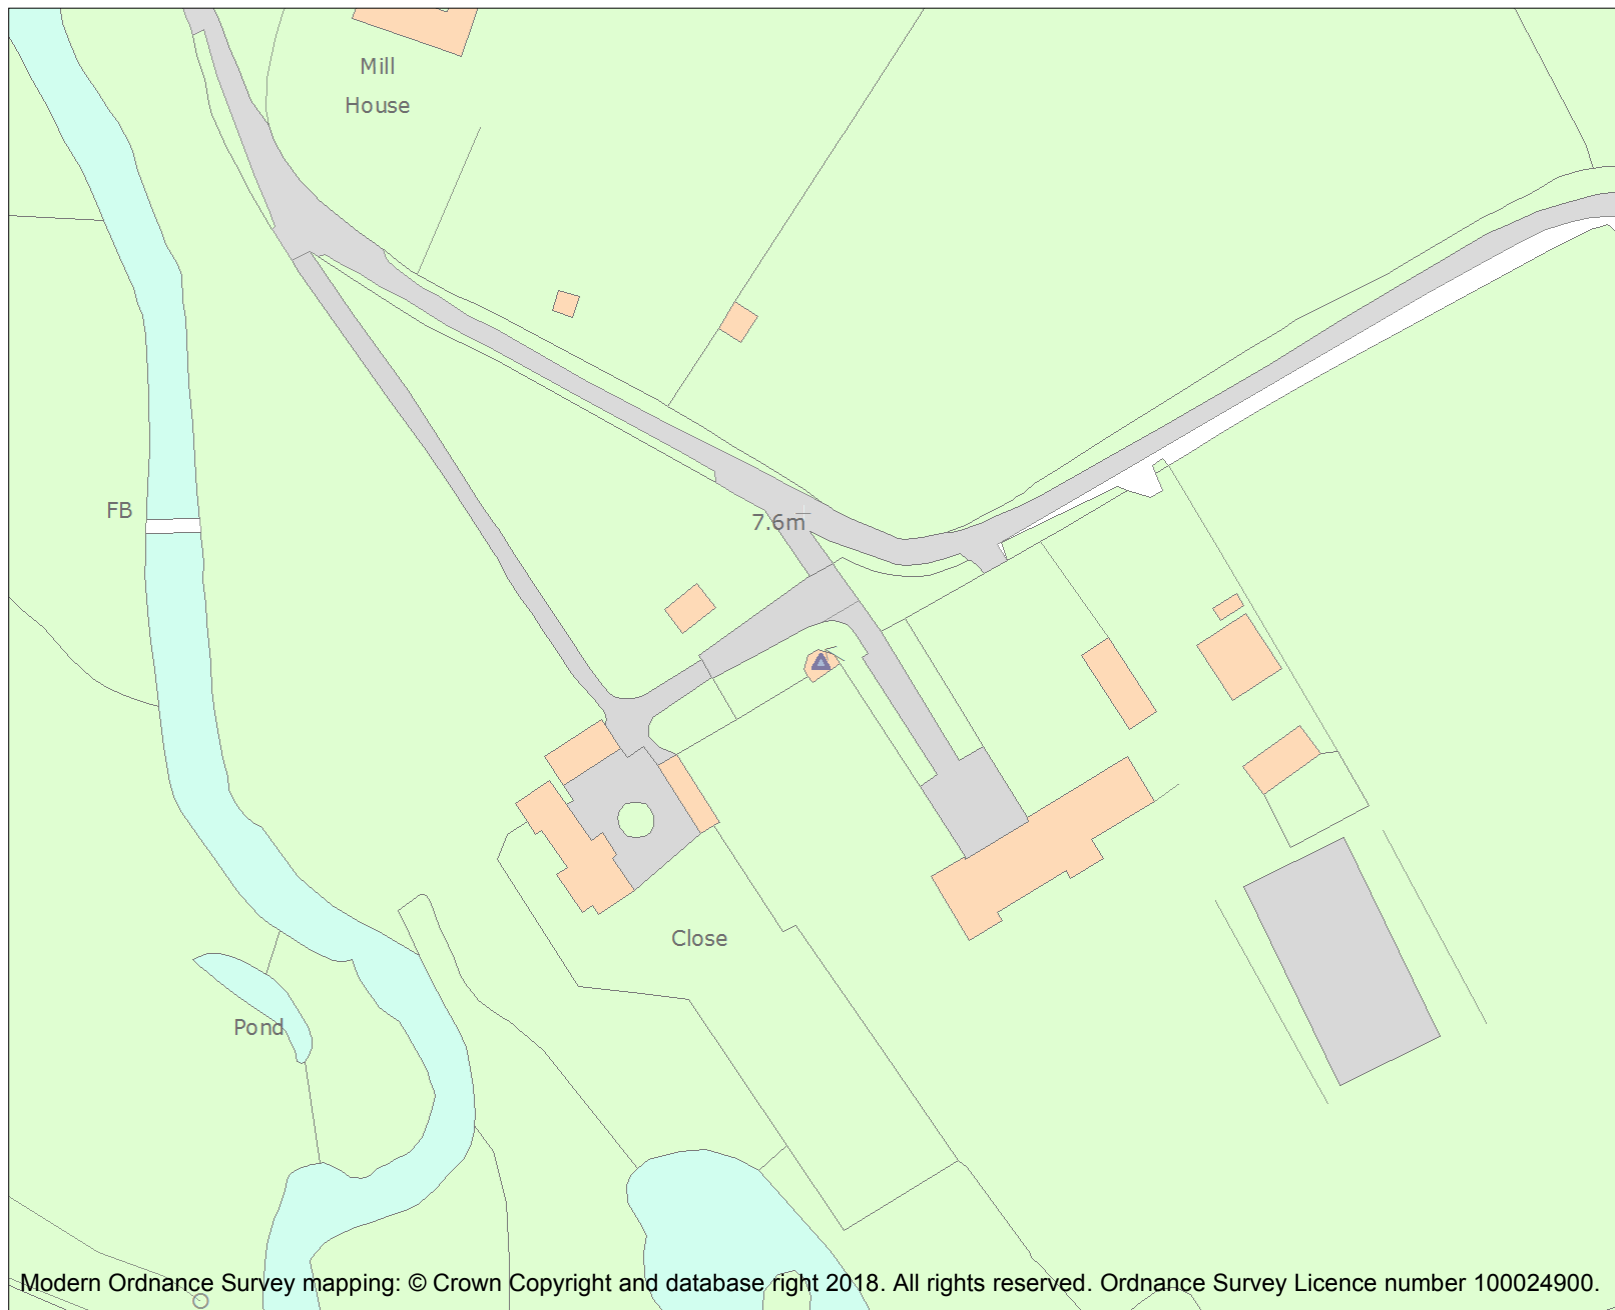 Mill
House
FB
7.6m
Close
Pond
Modern Ordnance Survey mapping: © Crown Copyright and database right 2018. All rights reserved. Ordnance Survey Licence number 100024900.